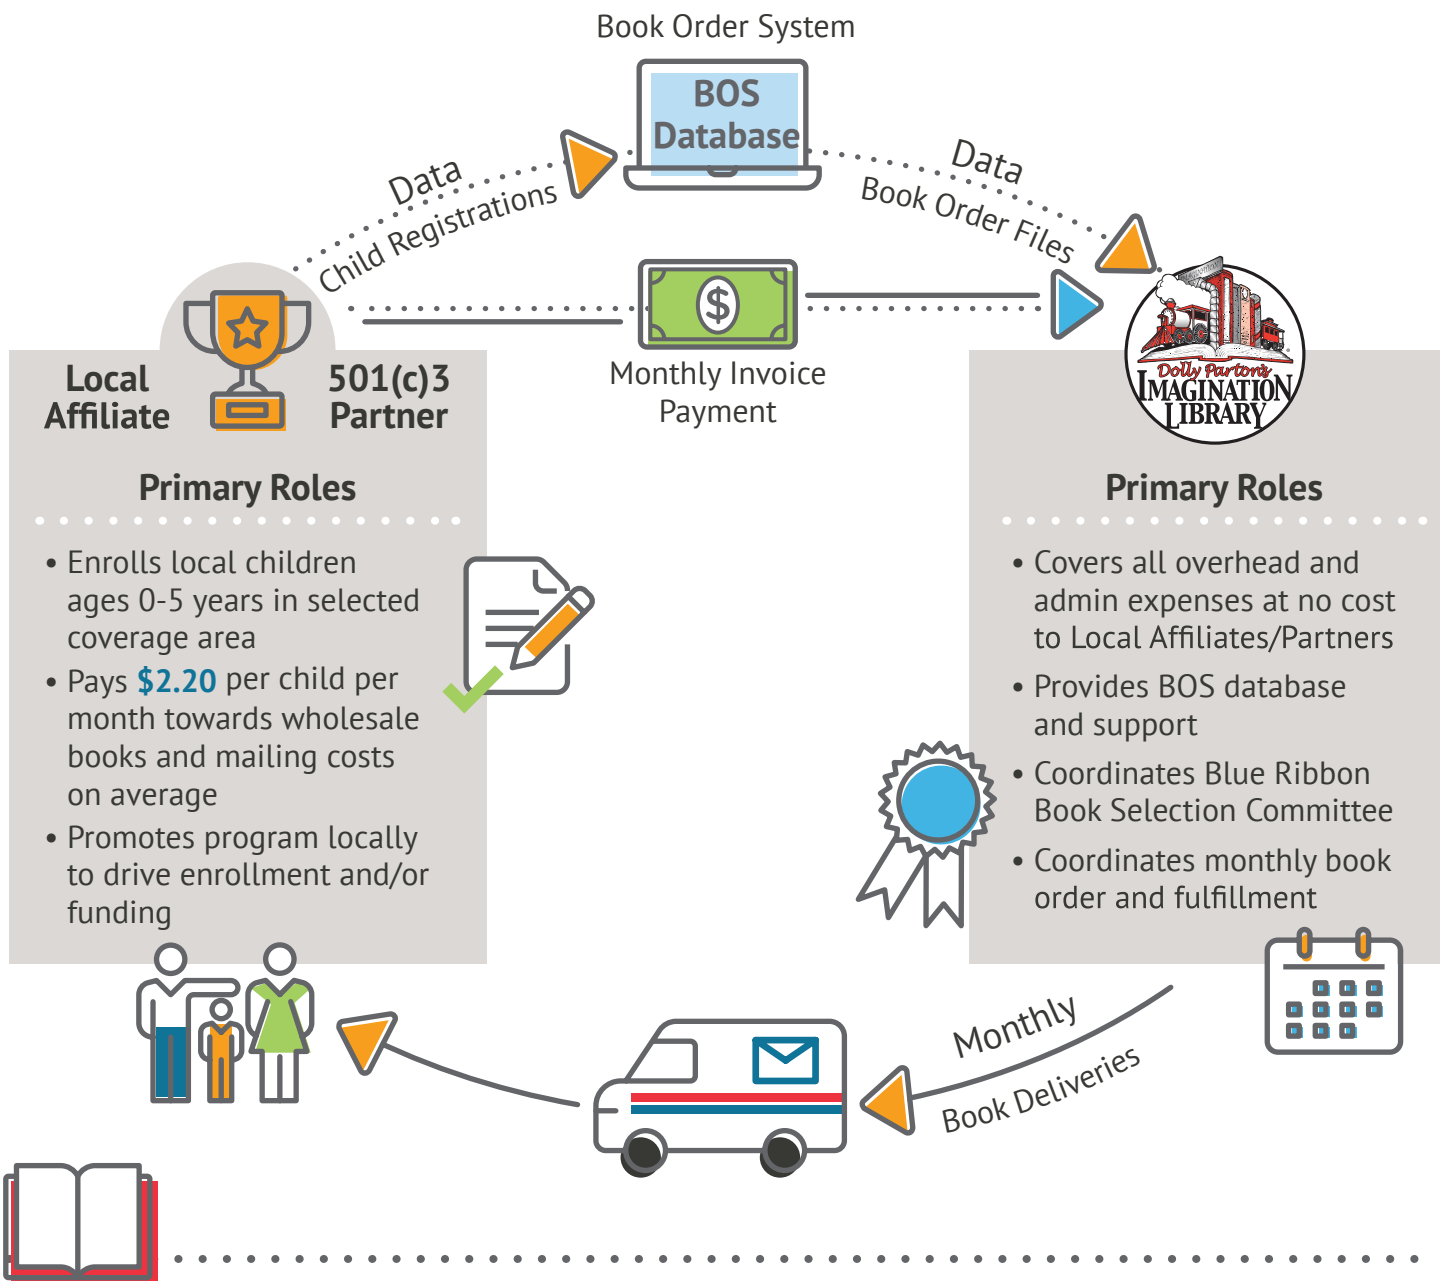 Book Order System
BOS
Database
Data
Child Registrations
Data
Book Order Files
Monthly Invoice
Payment
Local
Affiliate
501(c)3
Partner
Primary Roles
• Enrolls local children
ages 0-5 years in selected
coverage area
• Pays $2.20 per child per
month towards wholesale
books and mailing costs
on average
• Promotes program locally
to drive enrollment and/or
funding
$
Dolly Parton's
IMAGINATION
LIBRARY
Primary Roles
• Covers all overhead and
admin expenses at no cost
to Local Affiliates/Partners
• Provides BOS database
and support
• Coordinates Blue Ribbon
Book Selection Committee
• Coordinates monthly book
order and fulfillment
Monthly
Book Deliveries